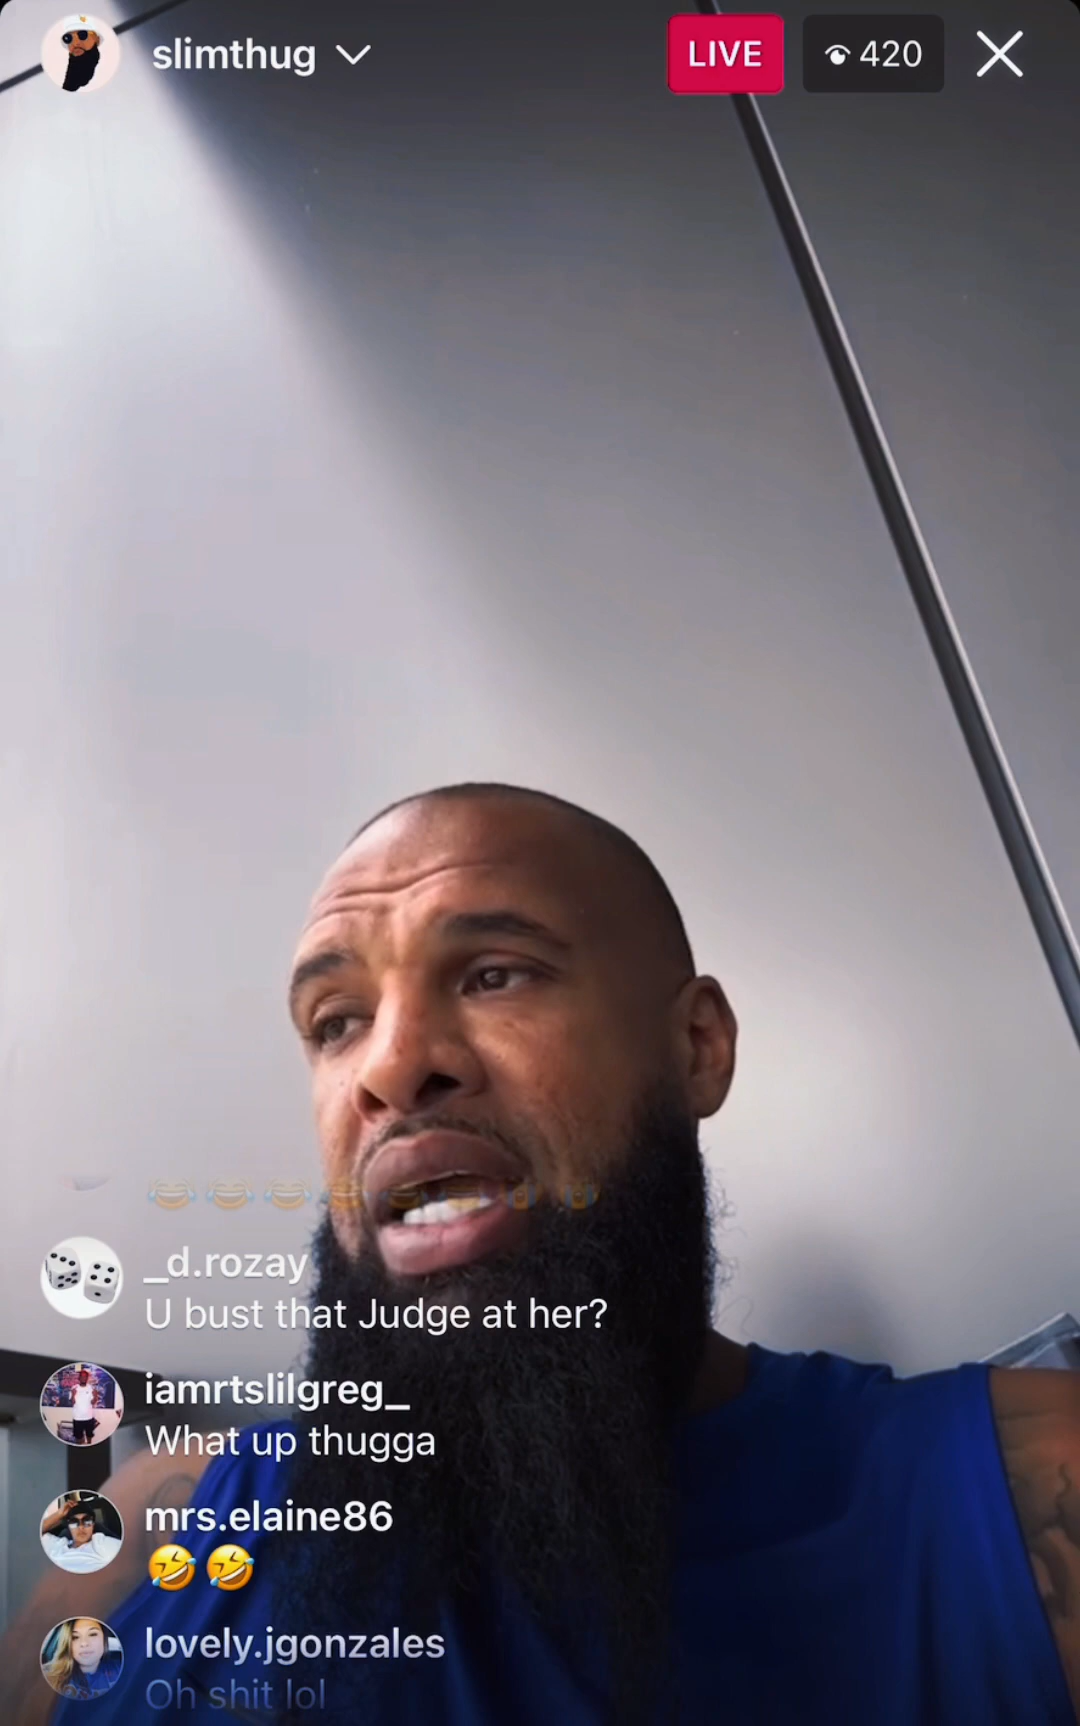 slimthug
LIVE
420
😂😂😂😂😂😂😂😂
_d.rozay
U bust that Judge at her?
iamrtslilgreg_
What up thugga
mrs.elaine86
🤣🤣
lovely.jgonzales
Oh shit lol